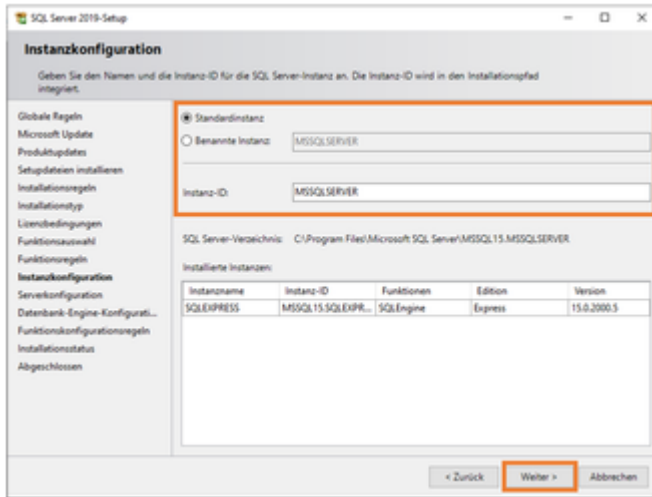 SQL Server 2019-Setup
Instanzkonfiguration
Geben Sie den Namen und die Instanz-ID für die SQL Server-Instanz an. Die Instanz-ID wird in den Installationspfad
integriert.
Globale Regeln
Microsoft Update
Produktupdates
Setupdateien installieren
Installationsregeln
Installationstyp
Lizenzbedingungen
Funktionsauswahl
Funktionsregeln
Instanzkonfiguration
Serverkonfiguration
Datenbank-Engine-Konfigurati...
Funktionskonfigurationsregeln
Installationsstatus
Abgeschlossen
Standardinstanz
Benannte Instanz: MSSQLSERVER
Instanz-ID: MSSQLSERVER
SQL Server-Verzeichnis: C:\Program Files\Microsoft SQL Server\MSSQL15.MSSQLSERVER
Installierte Instanzen:
Instanzname Instanz-ID Funktionen Edition Version
SQLEXPRESS MSSQL15.SQLEXPR... SQLEngine Express 15.0.2000.5
< Zurück Weiter > Abbrechen